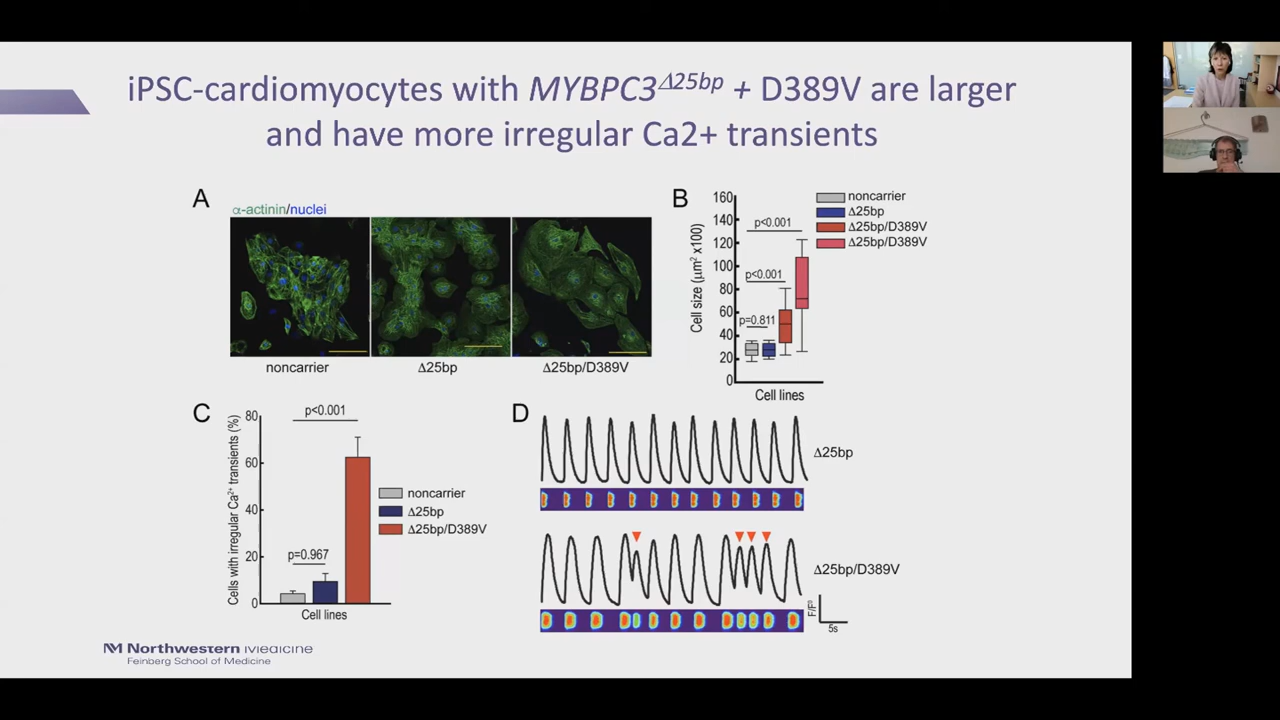 iPSC-cardiomyocytes with MYBPC3Δ25bp + D389V are larger
and have more irregular Ca2+ transients
A
α-actinin/nuclei
noncarrier
Δ25bp
Δ25bp/D389V
B
Cell size (μm² x100)
160
140
120
100
80
60
40
20
0
p<0.001
p<0.001
p=0.811
Cell lines
noncarrier
Δ25bp
Δ25bp/D389V
Δ25bp/D389V
C
Cells with irregular Ca²⁺ transients (%)
80
60
40
20
0
p<0.001
p=0.967
Cell lines
noncarrier
Δ25bp
Δ25bp/D389V
D
Δ25bp
Δ25bp/D389V
F/F⁰
5s
Northwestern Medicine
Feinberg School of Medicine